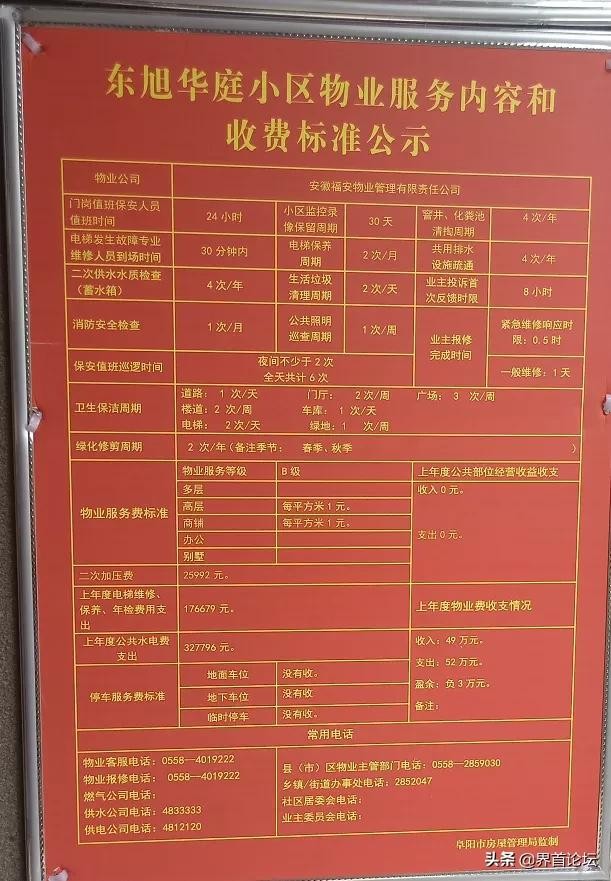 东旭华庭小区物业服务内容和
收费标准公示
物业公司
安徽福安物业管理有限责任公司
门岗值班保安人员
值班时间
24小时
小区监控录
像保留周期
30天
窨井、化粪池
清掏周期
4次/年
电梯发生故障专业
维修人员到场时间
30分钟内
电梯保养
周期
2次/月
共用排水
设施疏通
4次/年
二次供水水质检查
（蓄水箱）
4次/年
生活垃圾
清理周期
2次/天
业主投诉首
次反馈时限
8小时
消防安全检查
1次/月
公共照明
巡查周期
1次/周
业主报修
完成时间
紧急维修响应时
限：0.5时
一般维修：1天
保安值班巡逻时间
夜间不少于2次
全天共计6次
卫生保洁周期
道路： 1次/天 门厅： 2次/周 广场： 3 次/周
楼道：2次/周 车库： 1次/天
电梯： 2次/天 绿地：1 次/周
绿化修剪周期
2次/年（备注季节： 春季、秋季 ）
物业服务费标准
物业服务等级
B级
多层
高层
每平方米1元。
商铺
每平方米1元。
办公
别墅
上年度公共部位经营收益收支
收入0元。
支出0元。
二次加压费
25992元。
上年度电梯维修、
保养、年检费用支
出
176679元。
上年度物业费收支情况
上年度公共水电费
支出
327796元。
收入：49万元。
支出：52万元。
盈余：负3万元。
备注：
停车服务费标准
地面车位
没有收。
地下车位
没有收
临时停车
没有收。
常用电话
物业客服电话：0558—4019222
物业报修电话： 0558—4019222
燃气公司电话：
供水公司电话：4833333
供电公司电话：4812120
县（市）区物业主管部门电话：0558—2859030
乡镇/街道办事处电话：2852047
社区居委会电话：
业主委员会电话：
阜阳市房屋管理局监制
头条 @界首论坛